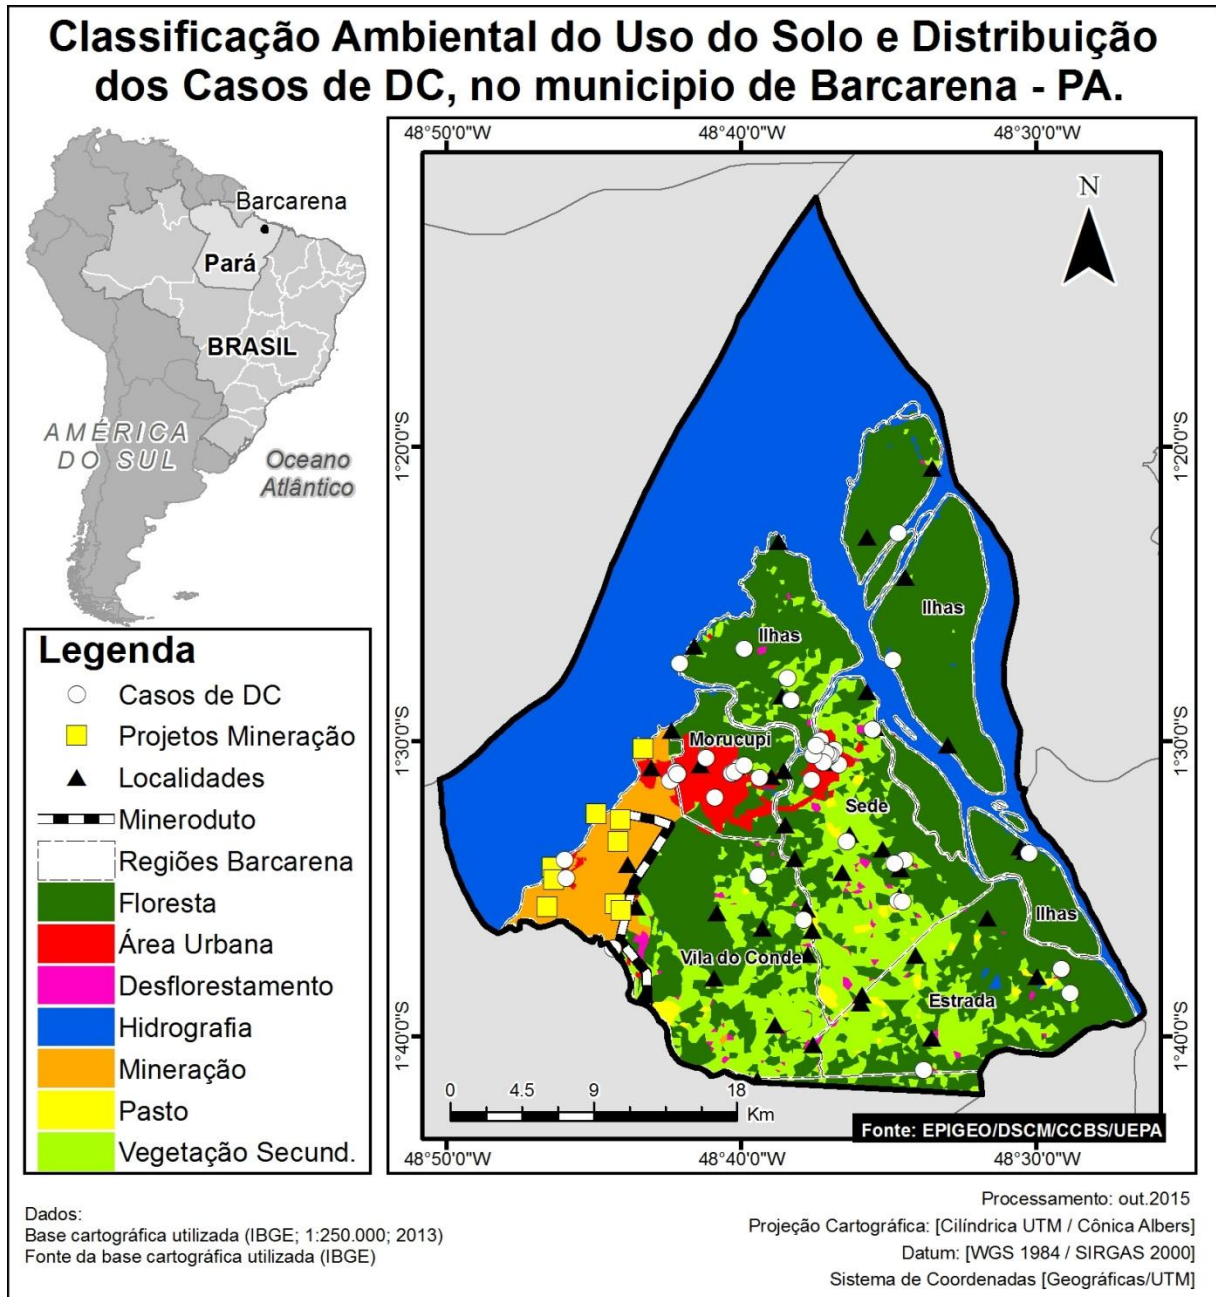 Classificação Ambiental do Uso do Solo e Distribuição
dos Casos de DC, no municipio de Barcarena - PA.
Barcarena
Pará
BRASIL
AMÉRICA
DO SUL
Oceano
Atlântico
Legenda
Casos de DC
Projetos Mineração
Localidades
Mineroduto
Regiões Barcarena
Floresta
Área Urbana
Desflorestamento
Hidrografia
Mineração
Pasto
Vegetação Secund.
48°50'0"W
48°40'0"W
48°30'0"W
N
1°20'0"S
1°20'0"S
Ilhas
Ilhas
1°30'0"S
1°30'0"S
Morucupi
Sede
Ilhas
Vila do Conde
Estrada
1°40'0"S
1°40'0"S
0 4.5 9 18
Km
Fonte: EPIGEO/DSCM/CCBS/UEPA
48°50'0"W
48°40'0"W
48°30'0"W
Dados:
Base cartográfica utilizada (IBGE; 1:250.000; 2013)
Fonte da base cartográfica utilizada (IBGE)
Processamento: out.2015
Projeção Cartográfica: [Cilíndrica UTM / Cônica Albers]
Datum: [WGS 1984 / SIRGAS 2000]
Sistema de Coordenadas [Geográficas/UTM]